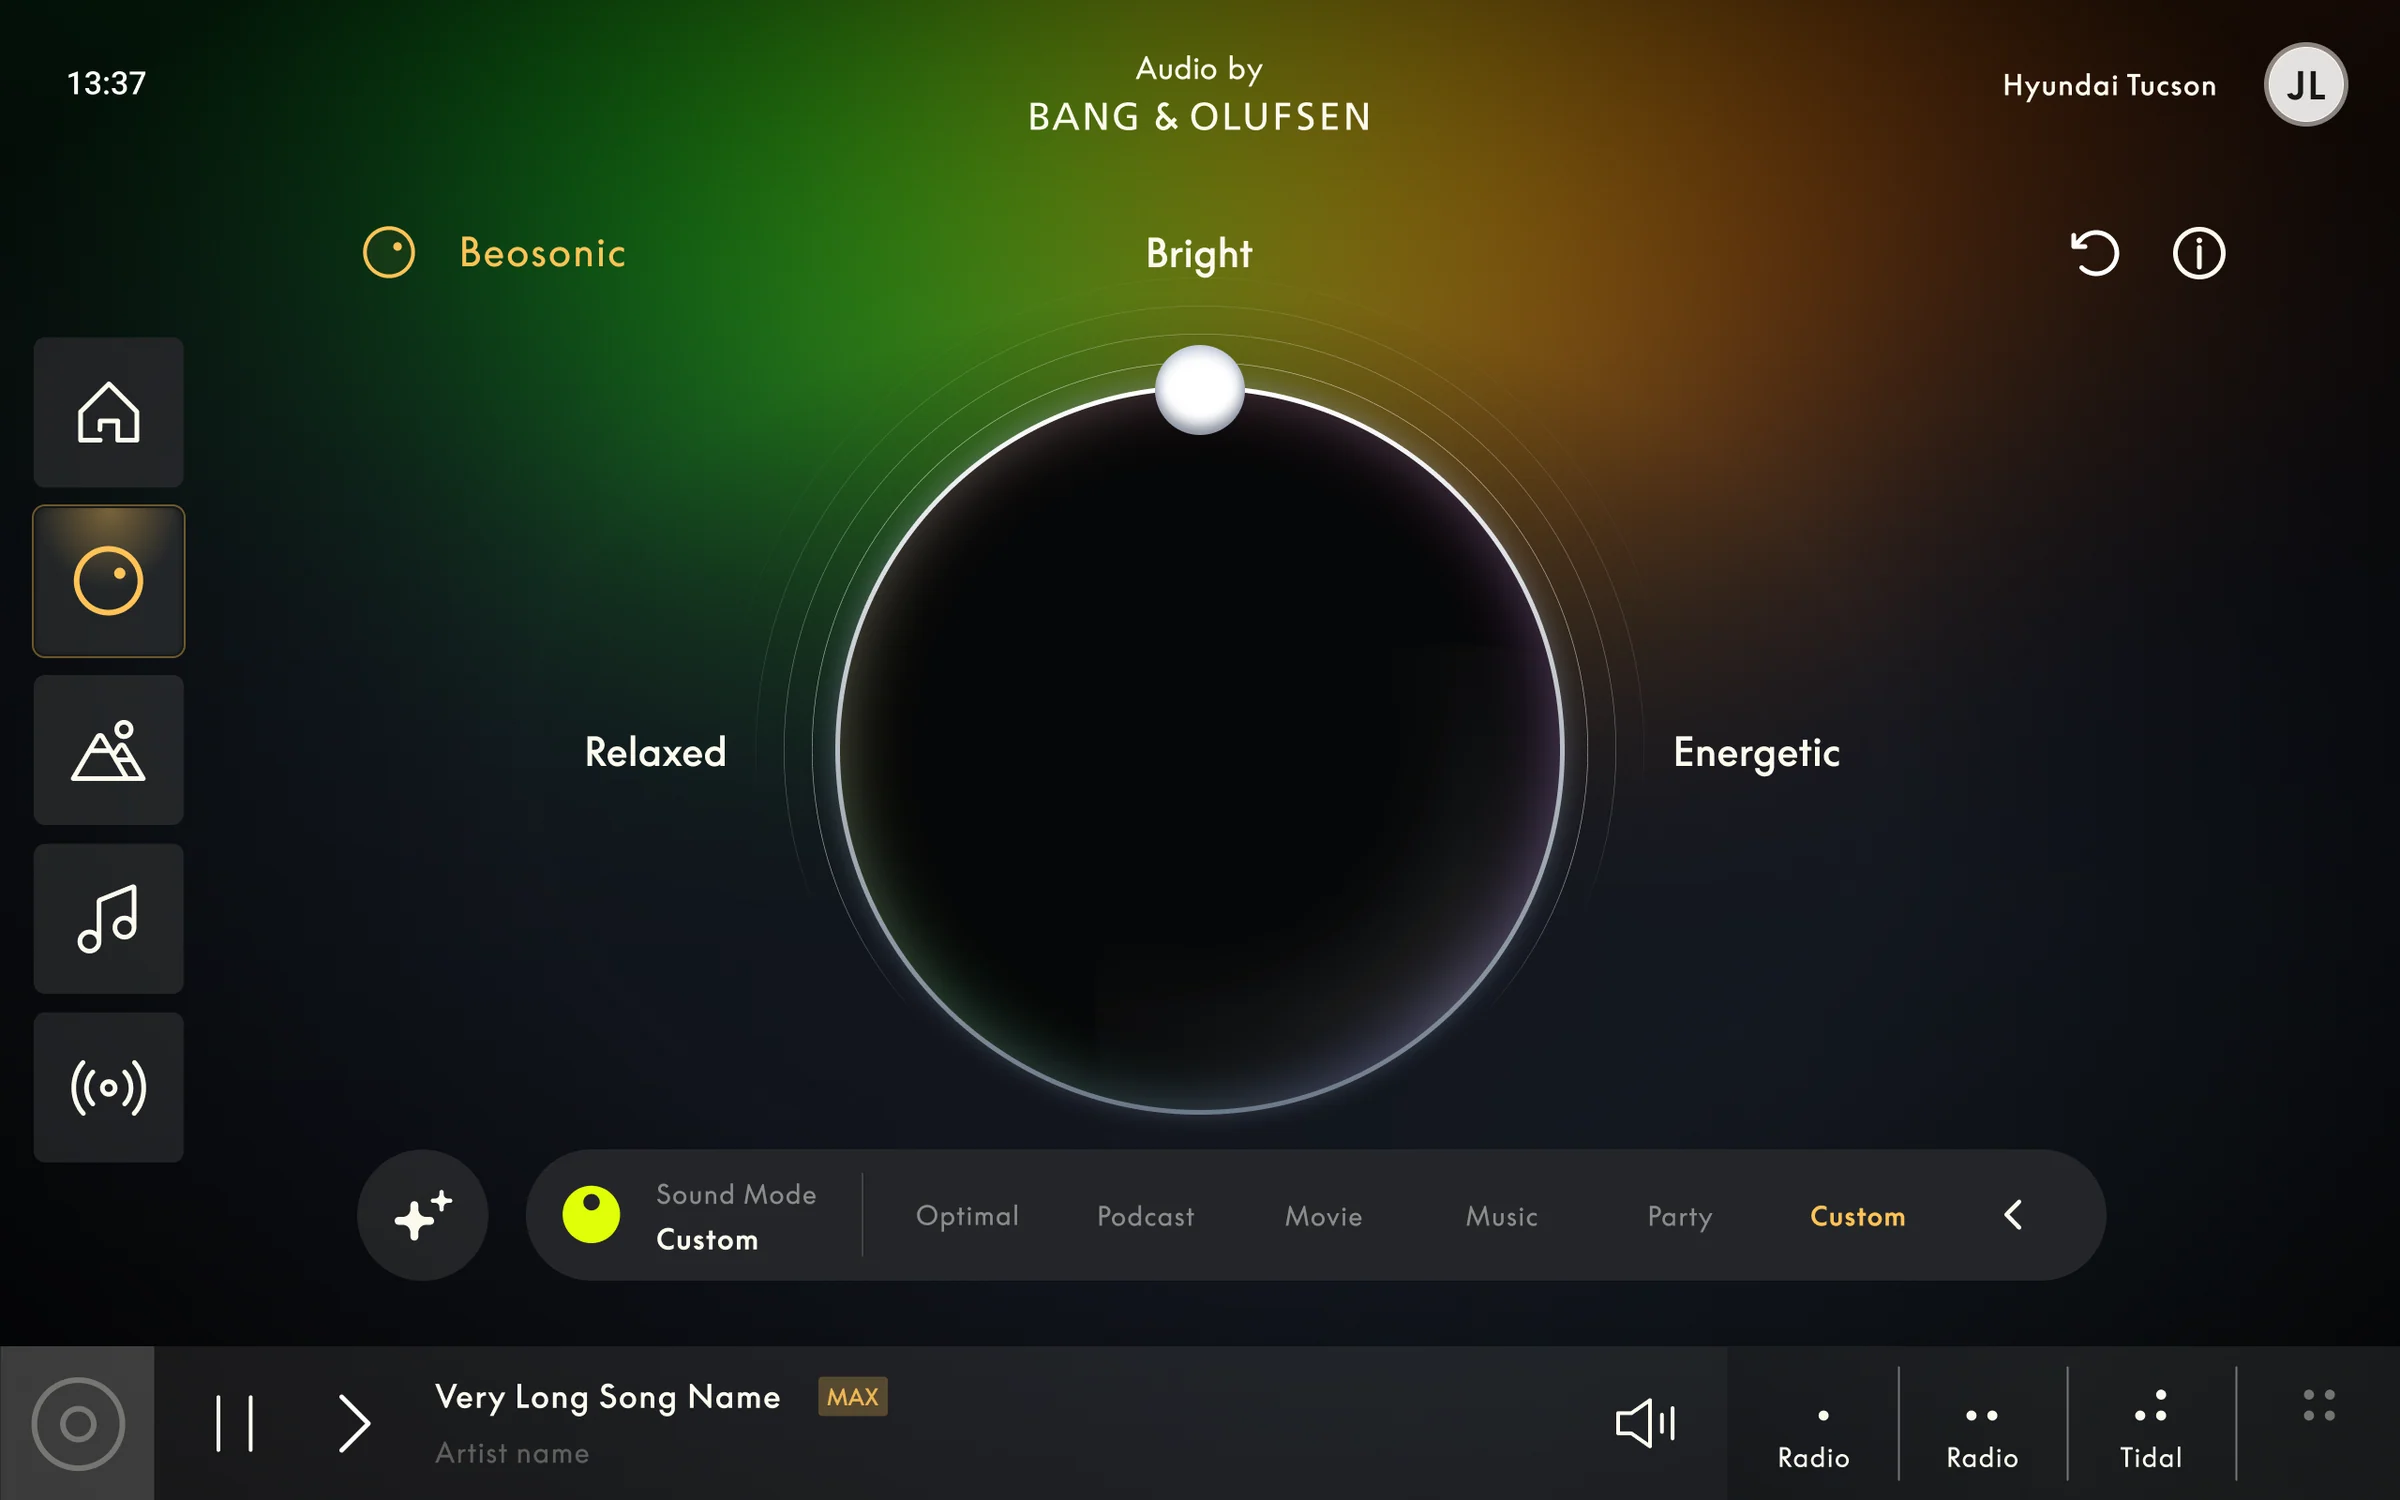 13:37
Audio by
BANG & OLUFSEN
Hyundai Tucson
JL
Beosonic
Bright
Relaxed
Energetic
Sound Mode
Custom
Optimal
Podcast
Movie
Music
Party
Custom
Very Long Song Name
MAX
Artist name
Radio
Radio
Tidal